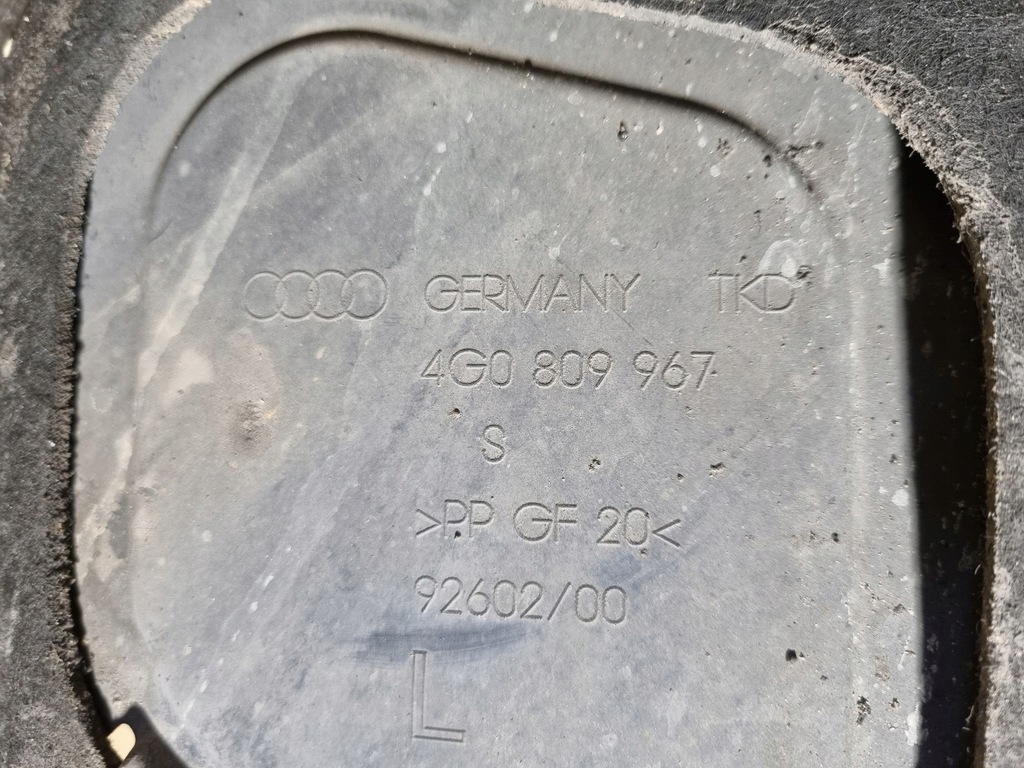 GERMANY TKD
4G0 809 967
S
>PP GF 20<
92602/00
L